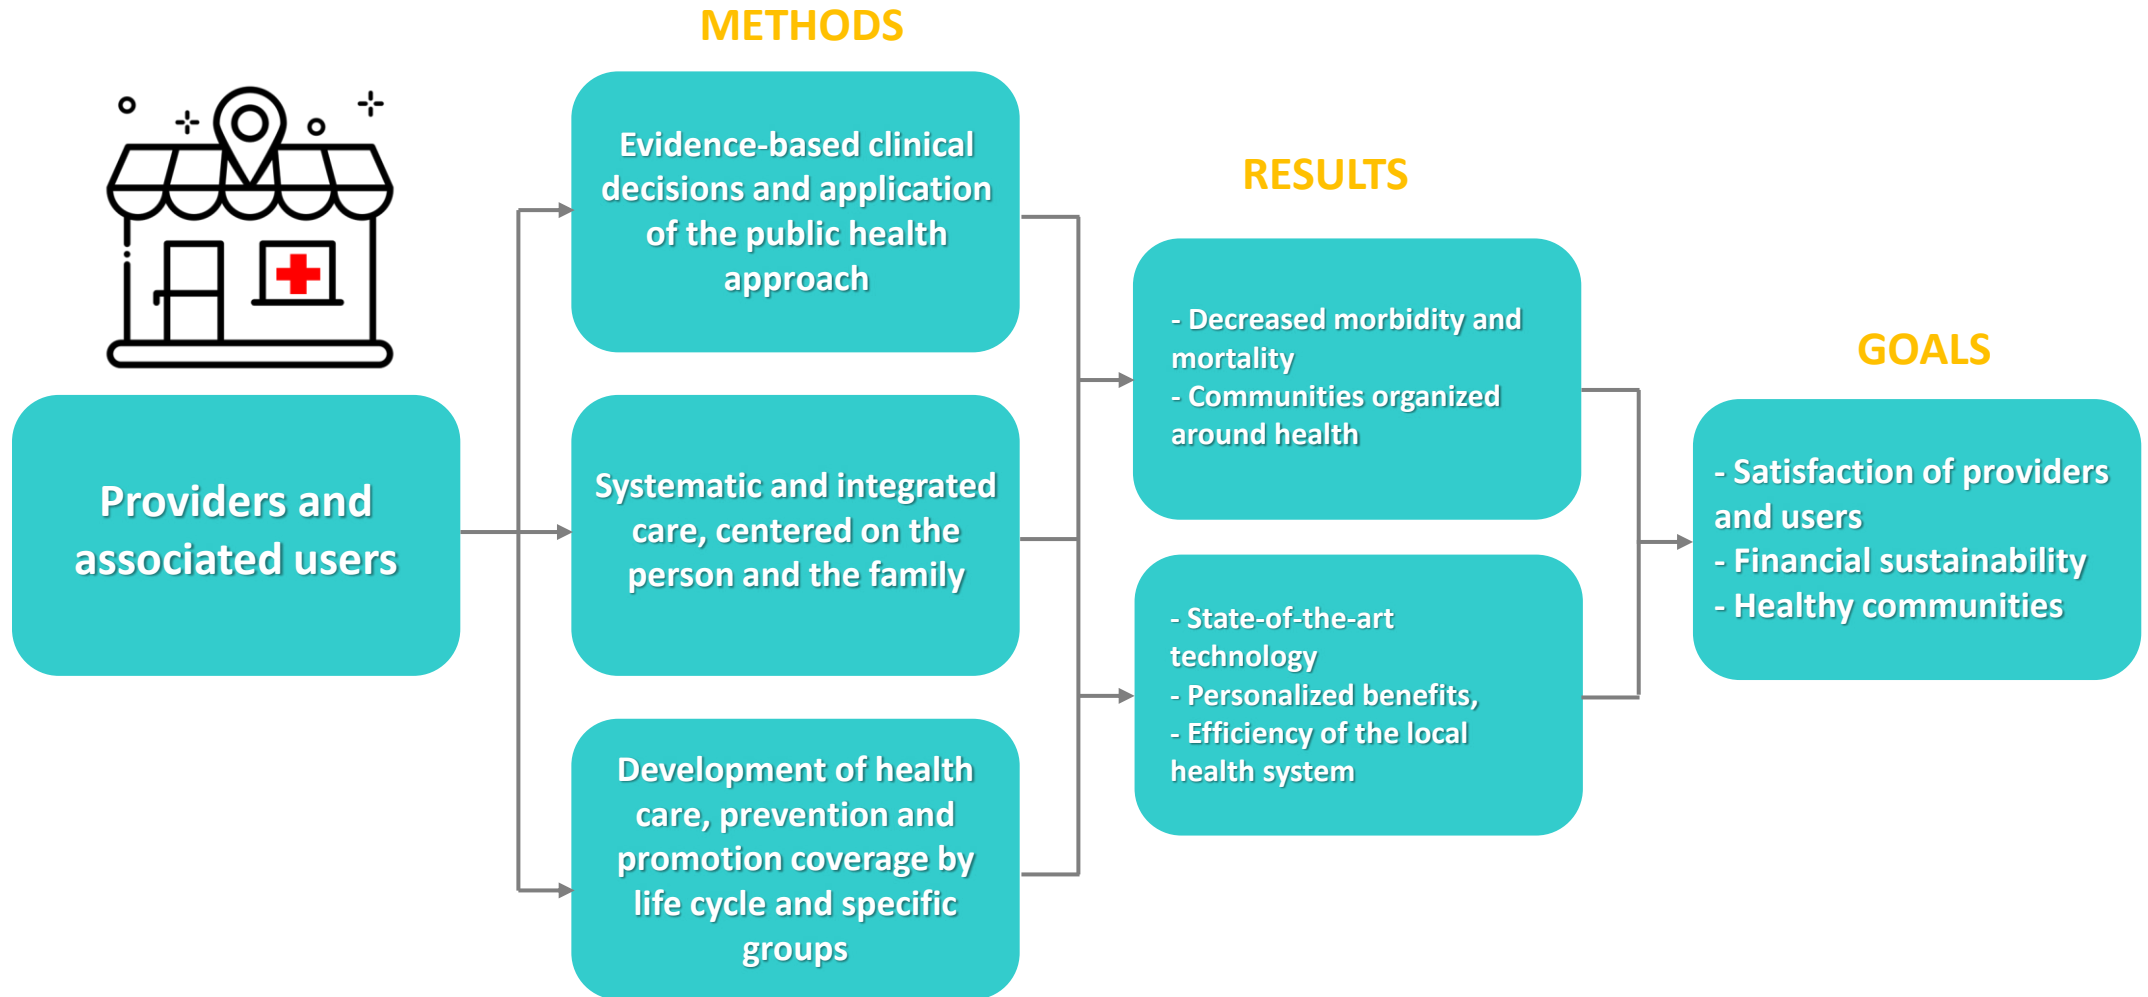 METHODS
Evidence-based clinical
decisions and application
of the public health
approach
RESULTS
- Decreased morbidity and
mortality
- Communities organized
around health
GOALS
Providers and
associated users
Systematic and integrated
care, centered on the
person and the family
- Satisfaction of providers
and users
- Financial sustainability
- Healthy communities
- State-of-the-art
technology
- Personalized benefits,
- Efficiency of the local
health system
Development of health
care, prevention and
promotion coverage by
life cycle and specific
groups